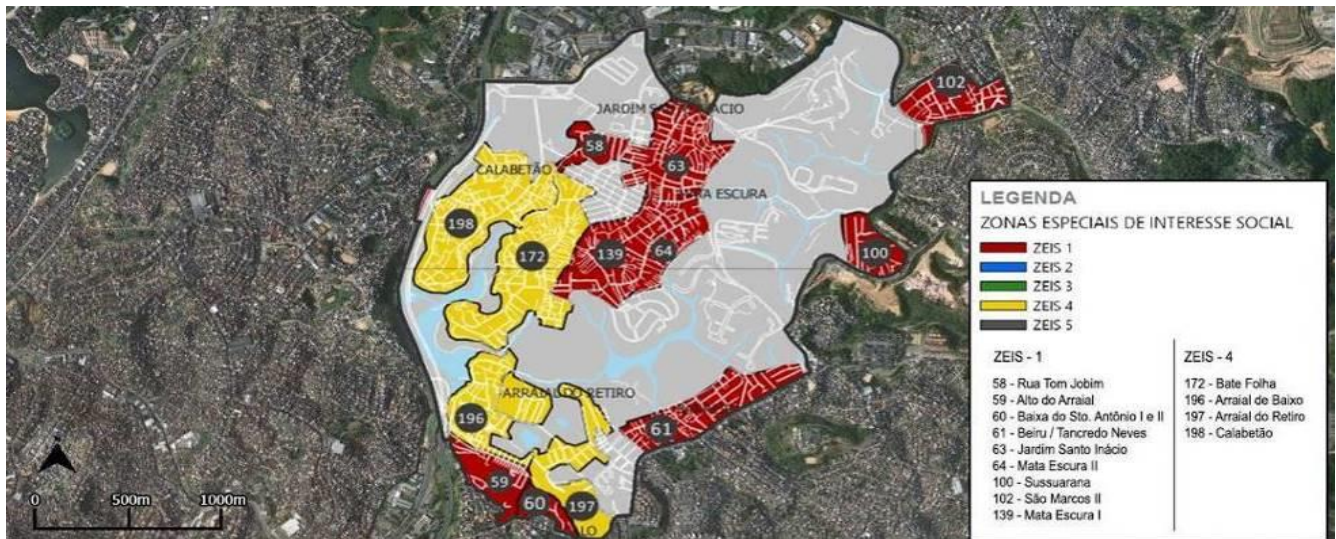 102
JARDIM SANTO INÁCIO
58
63
CALABETÃO
MATA ESCURA
198
172
139
64
100
ARRAIAL DO RETIRO
196
61
59
60
197
0 500m 1000m
LEGENDA
ZONAS ESPECIAIS DE INTERESSE SOCIAL
ZEIS 1
ZEIS 2
ZEIS 3
ZEIS 4
ZEIS 5
ZEIS - 1
58 - Rua Tom Jobim
59 - Alto do Arraial
60 - Baixa do Sto. Antônio I e II
61 - Beiru / Tancredo Neves
63 - Jardim Santo Inácio
64 - Mata Escura II
100 - Sussuarana
102 - São Marcos II
139 - Mata Escura I
ZEIS - 4
172 - Bate Folha
196 - Arraial de Baixo
197 - Arraial do Retiro
198 - Calabetão